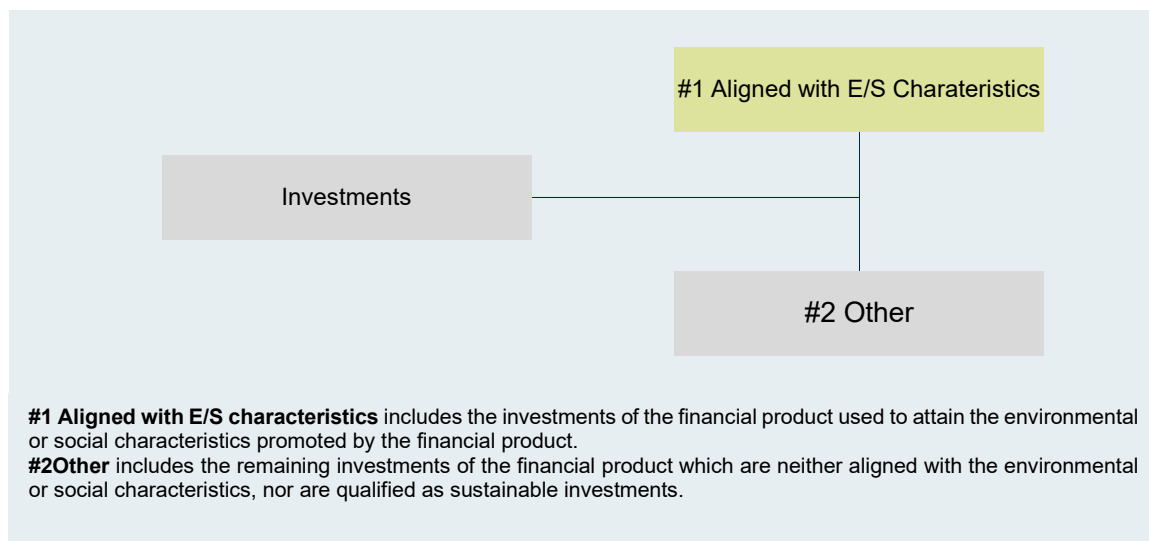 #1 Aligned with E/S Charateristics
Investments
#2 Other
#1 Aligned with E/S characteristics includes the investments of the financial product used to attain the environmental
or social characteristics promoted by the financial product.
#2Other includes the remaining investments of the financial product which are neither aligned with the environmental
or social characteristics, nor are qualified as sustainable investments.